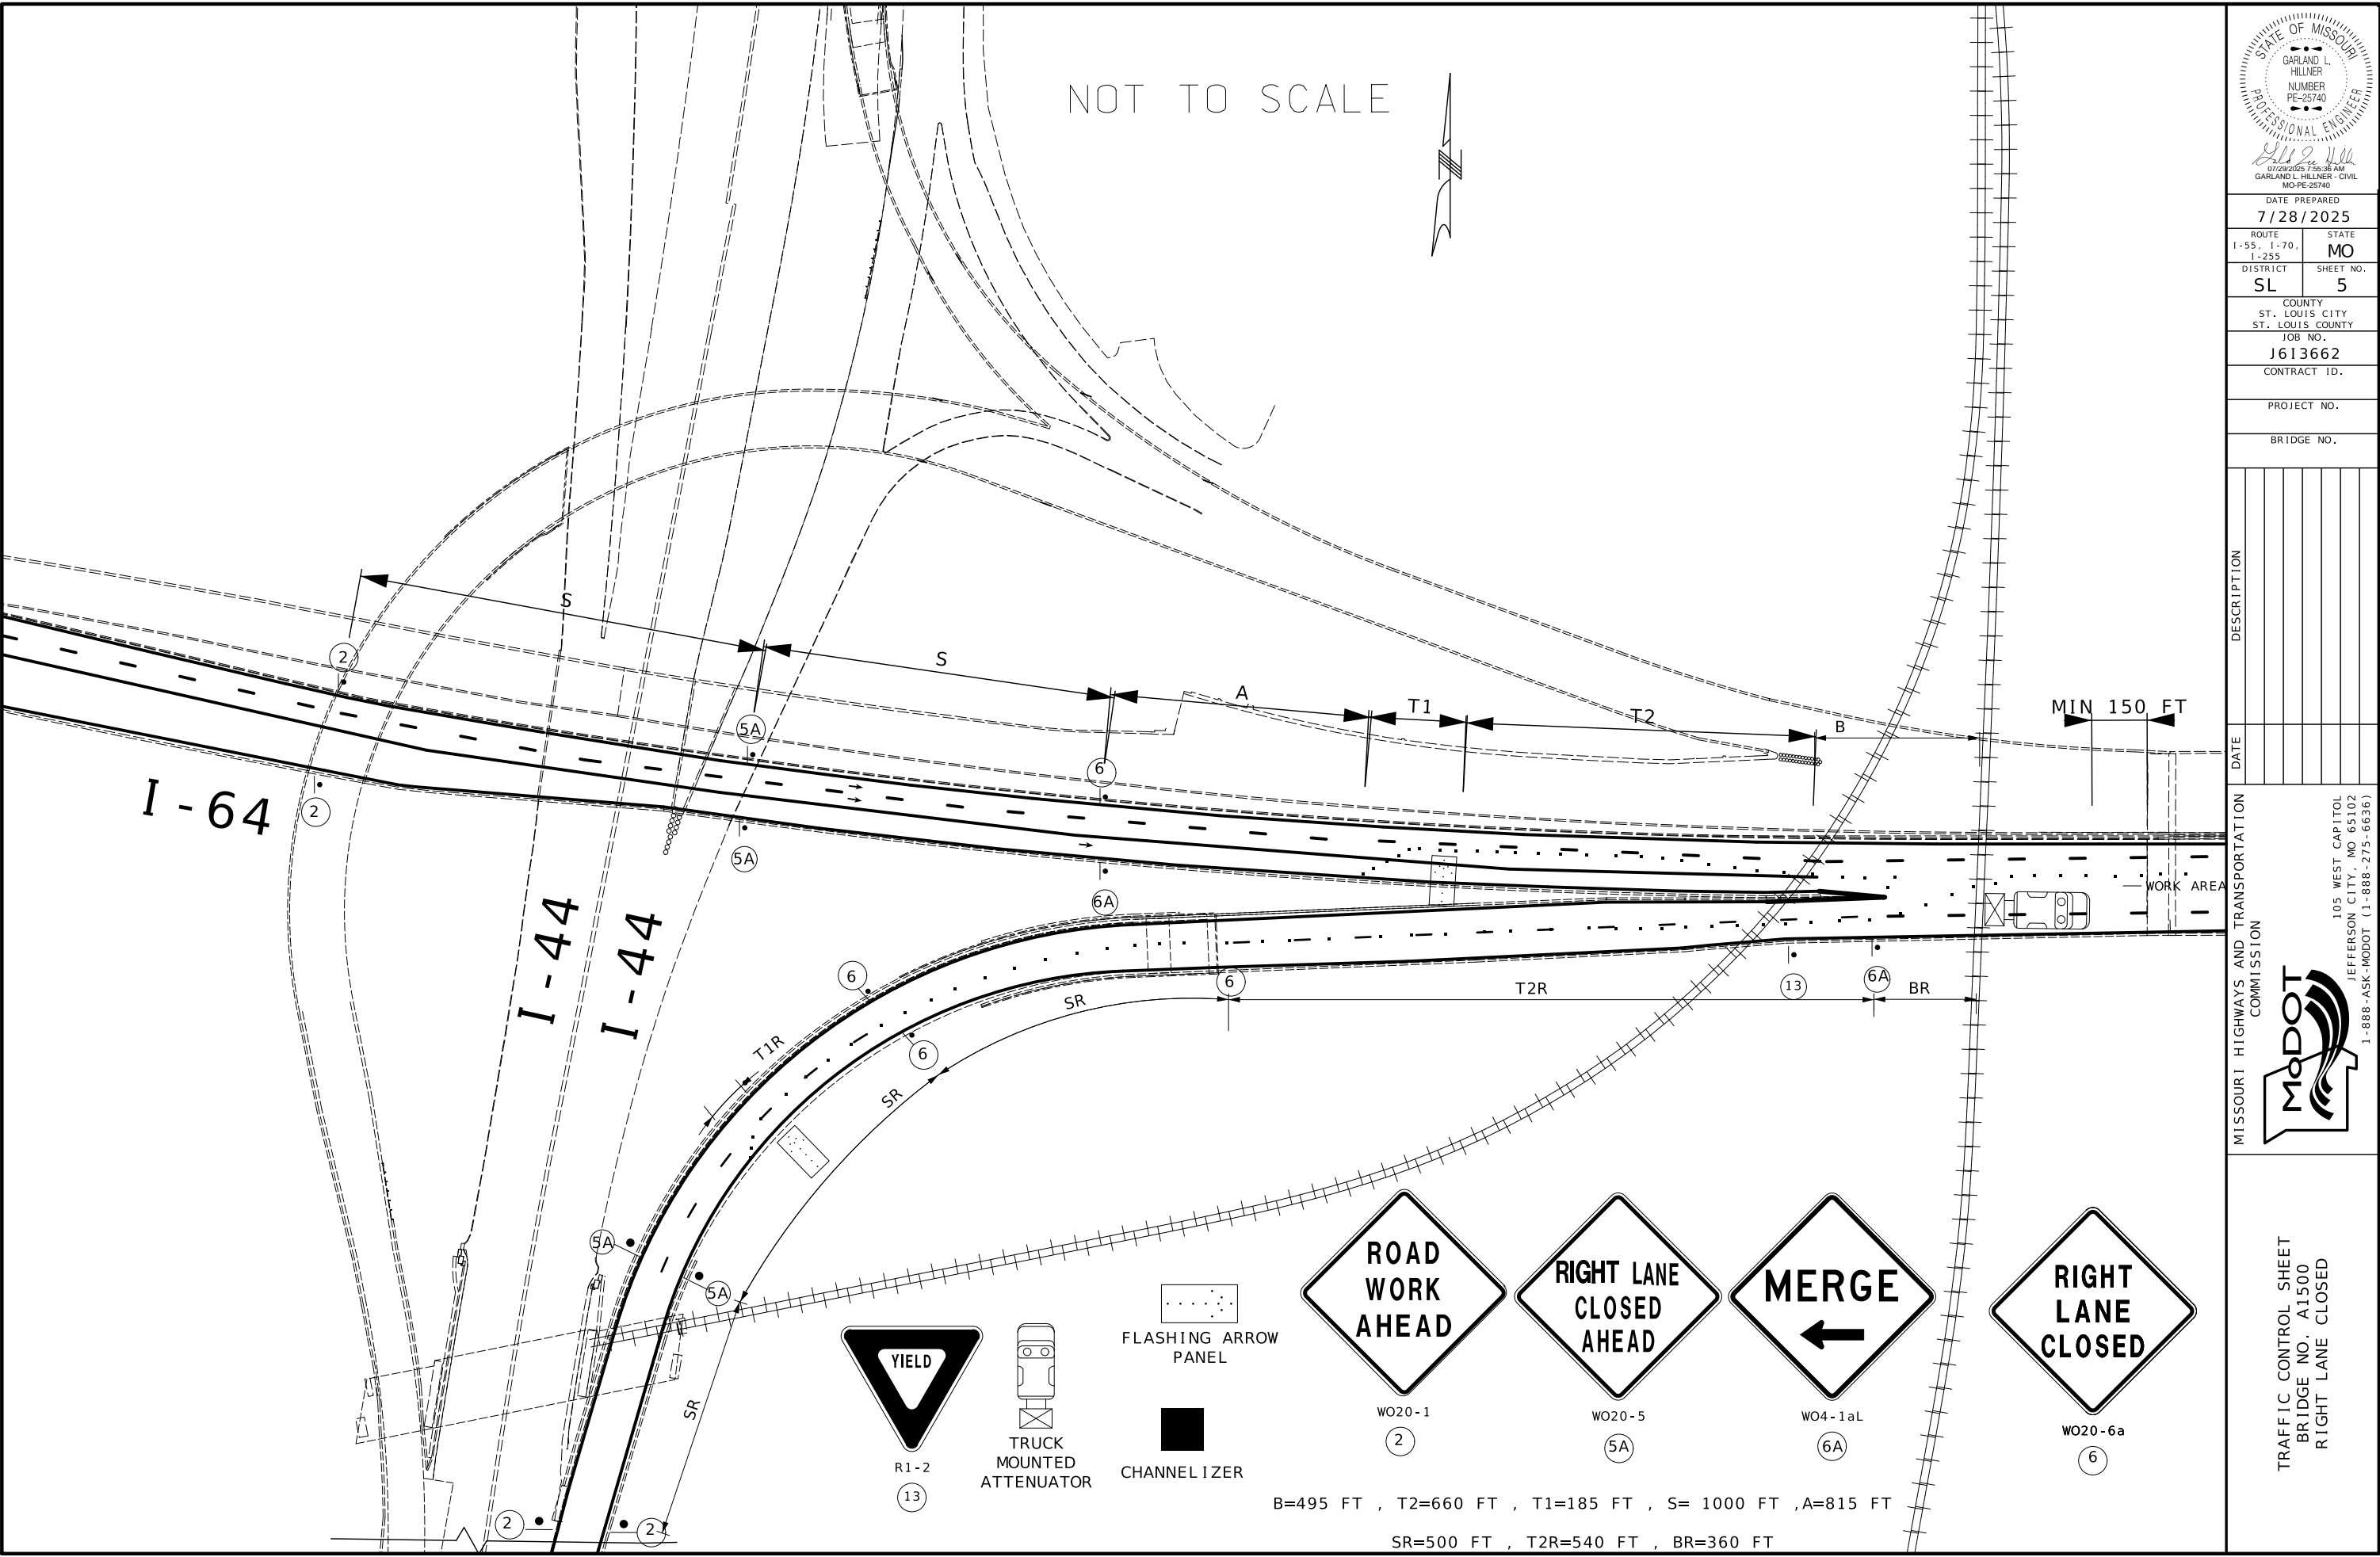 NOT TO SCALE
N
S
S
A
T1
T2
B
MIN 150 FT
2
5A
6
I-64
2
5A
6A
WORK AREA
I-44
I-44
6
6
13
6A
SR
T2R
BR
T1R
6
SR
5A
5A
SR
2
2
YIELD
R1-2
13
TRUCK
MOUNTED
ATTENUATOR
FLASHING ARROW
PANEL
CHANNELIZER
ROAD
WORK
AHEAD
WO20-1
2
RIGHT LANE
CLOSED
AHEAD
WO20-5
5A
MERGE
WO4-1aL
6A
RIGHT
LANE
CLOSED
WO20-6a
6
B=495 FT , T2=660 FT , T1=185 FT , S= 1000 FT ,A=815 FT
SR=500 FT , T2R=540 FT , BR=360 FT
STATE OF MISSOURI
GARLAND L.
HILLNER
NUMBER
PE-25740
PROFESSIONAL ENGINEER
07/29/2025 7:55:36 AM
GARLAND L. HILLNER - CIVIL
MO-PE-25740
DATE PREPARED
7/28/2025
ROUTE
I-55, I-70,
I-255
STATE
MO
DISTRICT
SL
SHEET NO.
5
COUNTY
ST. LOUIS CITY
ST. LOUIS COUNTY
JOB NO.
J6I3662
CONTRACT ID.
PROJECT NO.
BRIDGE NO.
DESCRIPTION
DATE
MISSOURI HIGHWAYS AND TRANSPORTATION
COMMISSION
MoDOT
105 WEST CAPITOL
JEFFERSON CITY, MO 65102
1-888-ASK-MODOT (1-888-275-6636)
TRAFFIC CONTROL SHEET
BRIDGE NO. A1500
RIGHT LANE CLOSED